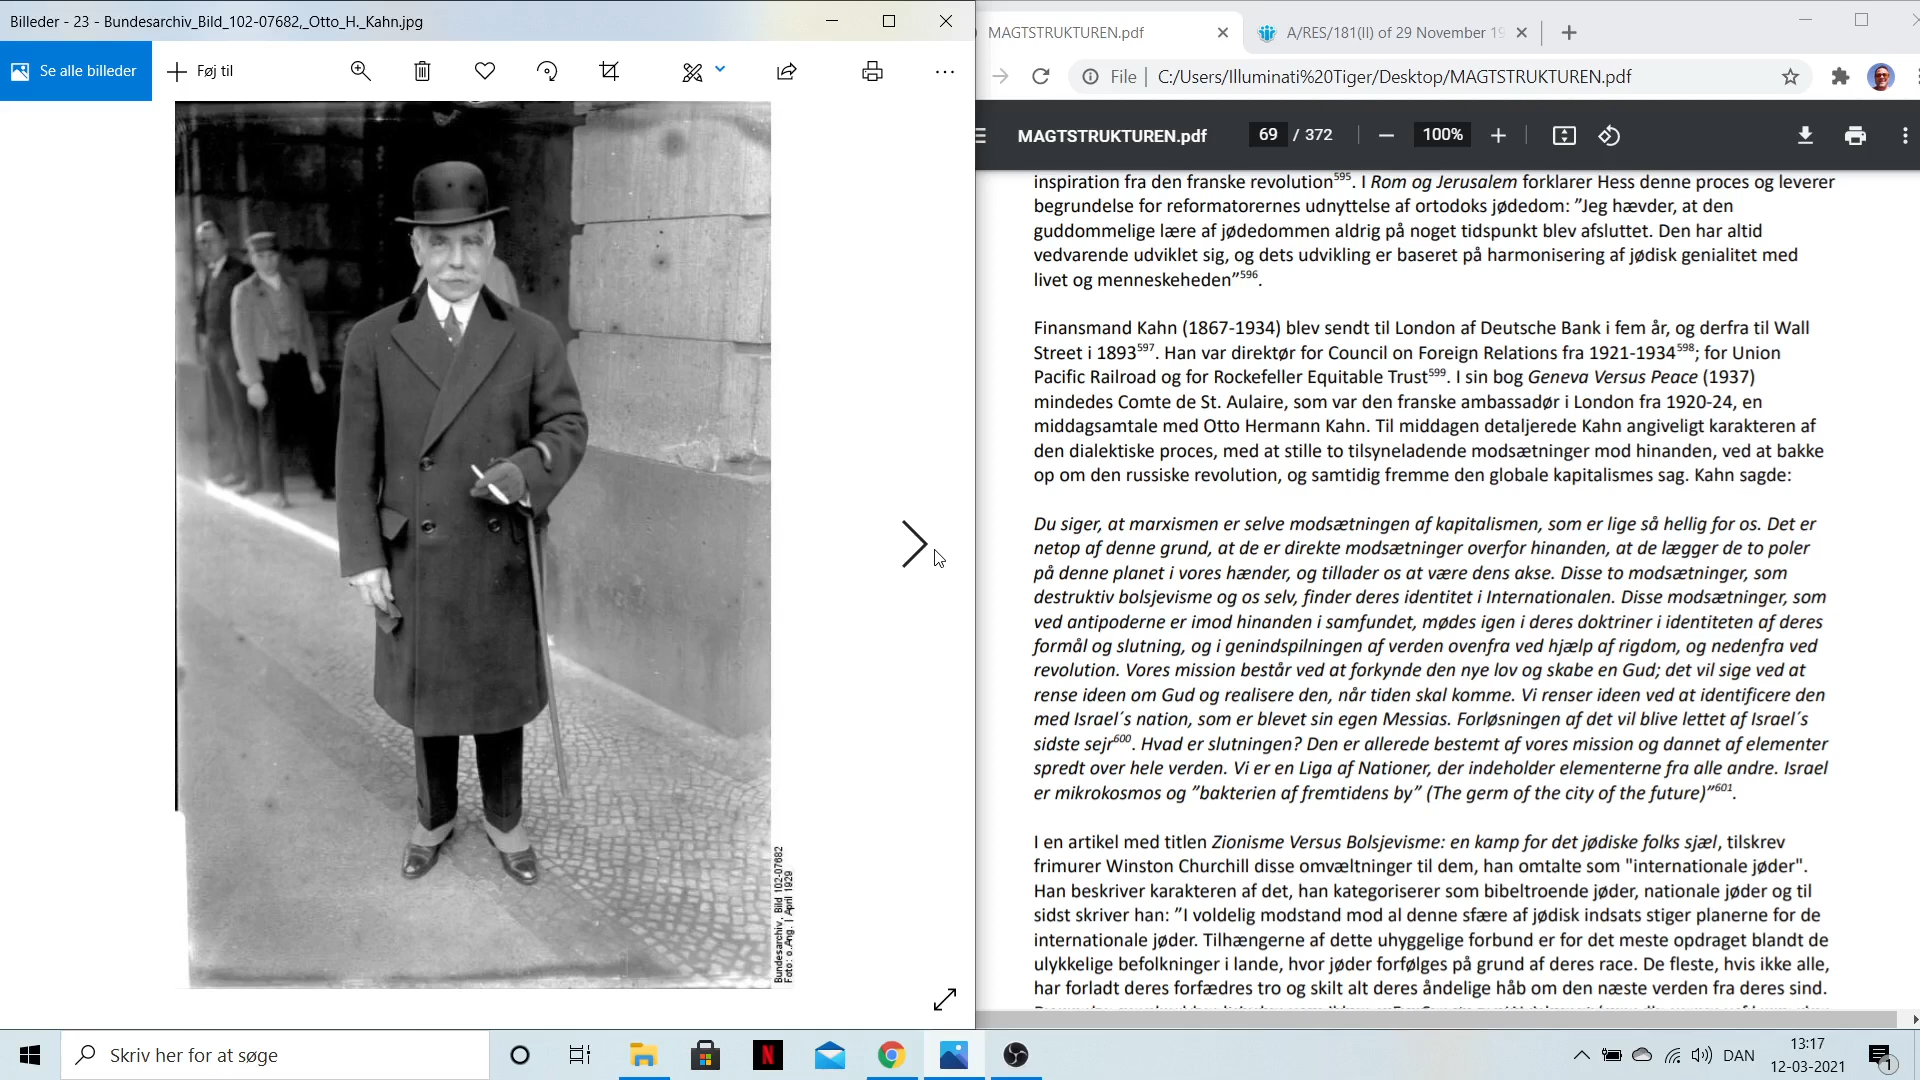 Billeder - 23 - Bundesarchiv_Bild_102-07682,_Otto_H._Kahn.jpg
Se alle billeder
Føj til
Bundesarchiv, Bild 102-07682
Foto: o.Ang. | April 1929
MAGTSTRUKTUREN.pdf
A/RES/181(II) of 29 November 19
File
C:/Users/Illuminati%20Tiger/Desktop/MAGTSTRUKTUREN.pdf
MAGTSTRUKTUREN.pdf
69 / 372
100%
inspiration fra den franske revolution595. I Rom og Jerusalem forklarer Hess denne proces og leverer
begrundelse for reformatorernes udnyttelse af ortodoks jødedom: ”Jeg hævder, at den
guddommelige lære af jødedommen aldrig på noget tidspunkt blev afsluttet. Den har altid
vedvarende udviklet sig, og dets udvikling er baseret på harmonisering af jødisk genialitet med
livet og menneskeheden”596.
Finansmand Kahn (1867-1934) blev sendt til London af Deutsche Bank i fem år, og derfra til Wall
Street i 1893597. Han var direktør for Council on Foreign Relations fra 1921-1934598; for Union
Pacific Railroad og for Rockefeller Equitable Trust599. I sin bog Geneva Versus Peace (1937)
mindedes Comte de St. Aulaire, som var den franske ambassadør i London fra 1920-24, en
middagsamtale med Otto Hermann Kahn. Til middagen detaljerede Kahn angiveligt karakteren af
den dialektiske proces, med at stille to tilsyneladende modsætninger mod hinanden, ved at bakke
op om den russiske revolution, og samtidig fremme den globale kapitalismes sag. Kahn sagde:
Du siger, at marxismen er selve modsætningen af kapitalismen, som er lige så hellig for os. Det er
netop af denne grund, at de er direkte modsætninger overfor hinanden, at de lægger de to poler
på denne planet i vores hænder, og tillader os at være dens akse. Disse to modsætninger, som
destruktiv bolsjevisme og os selv, finder deres identitet i Internationalen. Disse modsætninger, som
ved antipoderne er imod hinanden i samfundet, mødes igen i deres doktriner i identiteten af deres
formål og slutning, og i genindspilningen af verden ovenfra ved hjælp af rigdom, og nedenfra ved
revolution. Vores mission består ved at forkynde den nye lov og skabe en Gud; det vil sige ved at
rense ideen om Gud og realisere den, når tiden skal komme. Vi renser ideen ved at identificere den
med Israel´s nation, som er blevet sin egen Messias. Forløsningen af det vil blive lettet af Israel´s
sidste sejr600. Hvad er slutningen? Den er allerede bestemt af vores mission og dannet af elementer
spredt over hele verden. Vi er en Liga af Nationer, der indeholder elementerne fra alle andre. Israel
er mikrokosmos og ”bakterien af fremtidens by” (The germ of the city of the future)”601.
I en artikel med titlen Zionisme Versus Bolsjevisme: en kamp for det jødiske folks sjæl, tilskrev
frimurer Winston Churchill disse omvæltninger til dem, han omtalte som "internationale jøder".
Han beskriver karakteren af det, han kategoriserer som bibeltroende jøder, nationale jøder og til
sidst skriver han: ”I voldelig modstand mod al denne sfære af jødisk indsats stiger planerne for de
internationale jøder. Tilhængerne af dette uhyggelige forbund er for det meste opdraget blandt de
ulykkelige befolkninger i lande, hvor jøder forfølges på grund af deres race. De fleste, hvis ikke alle,
har forladt deres forfædres tro og skilt alt deres åndelige håb om den næste verden fra deres sind.
Skriv her for at søge
DAN
13:17
12-03-2021
1